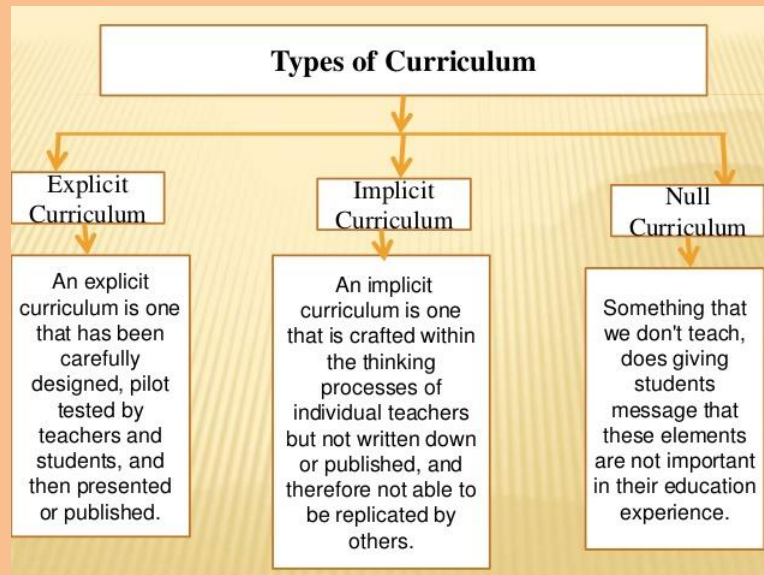 Types of Curriculum
Explicit
Curriculum
An explicit
curriculum is one
that has been
carefully
designed, pilot
tested by
teachers and
students, and
then presented
or published.
Implicit
Curriculum
An implicit
curriculum is one
that is crafted within
the thinking
processes of
individual teachers
but not written down
or published, and
therefore not able to
be replicated by
others.
Null
Curriculum
Something that
we don't teach,
does giving
students
message that
these elements
are not important
in their education
experience.